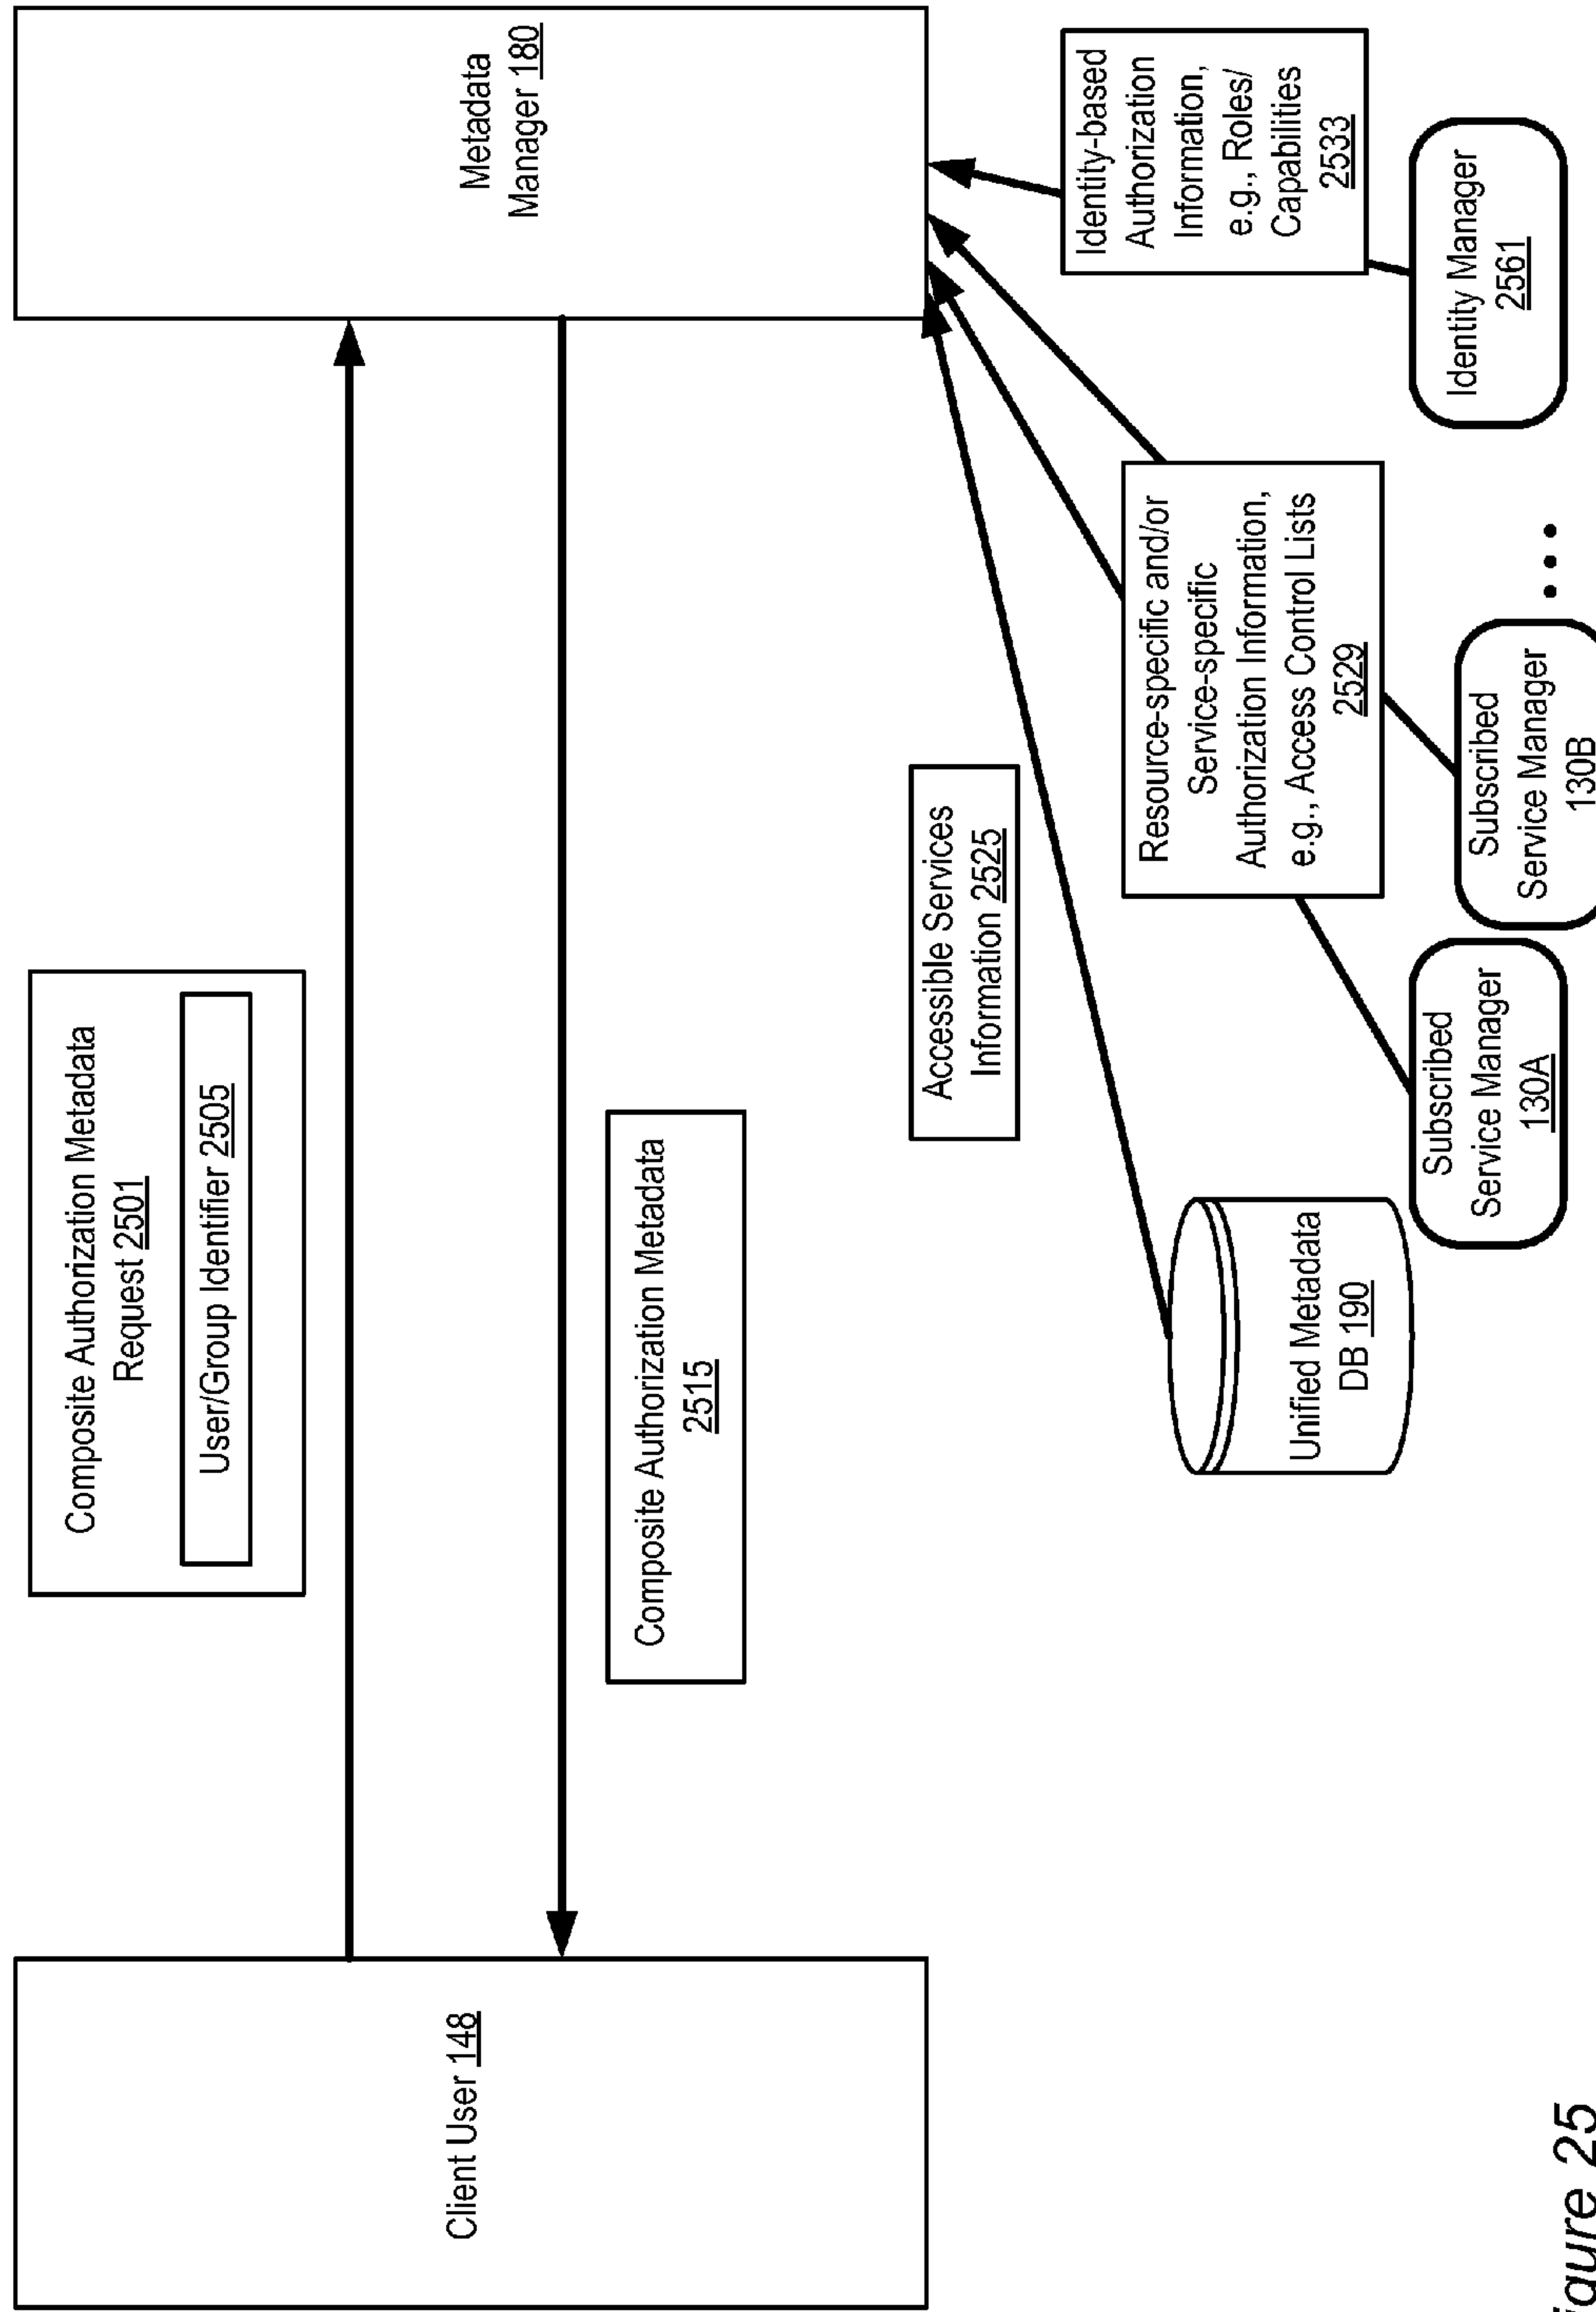 Composite Authorization Metadata
Request 2501
User/Group Identifier 2505
Client User 148
Metadata
Manager 180
Composite Authorization Metadata
2515
Accessible Services
Information 2525
Identity-based
Authorization
Information,
e.g., Roles/
Capabilities
2533
Resource-specific and/or
Service-specific
Authorization Information,
e.g., Access Control Lists
2529
Unified Metadata
DB 190
Subscribed
Service Manager
130A
Subscribed
Service Manager
130B
...
Identity Manager
2561
igure 25